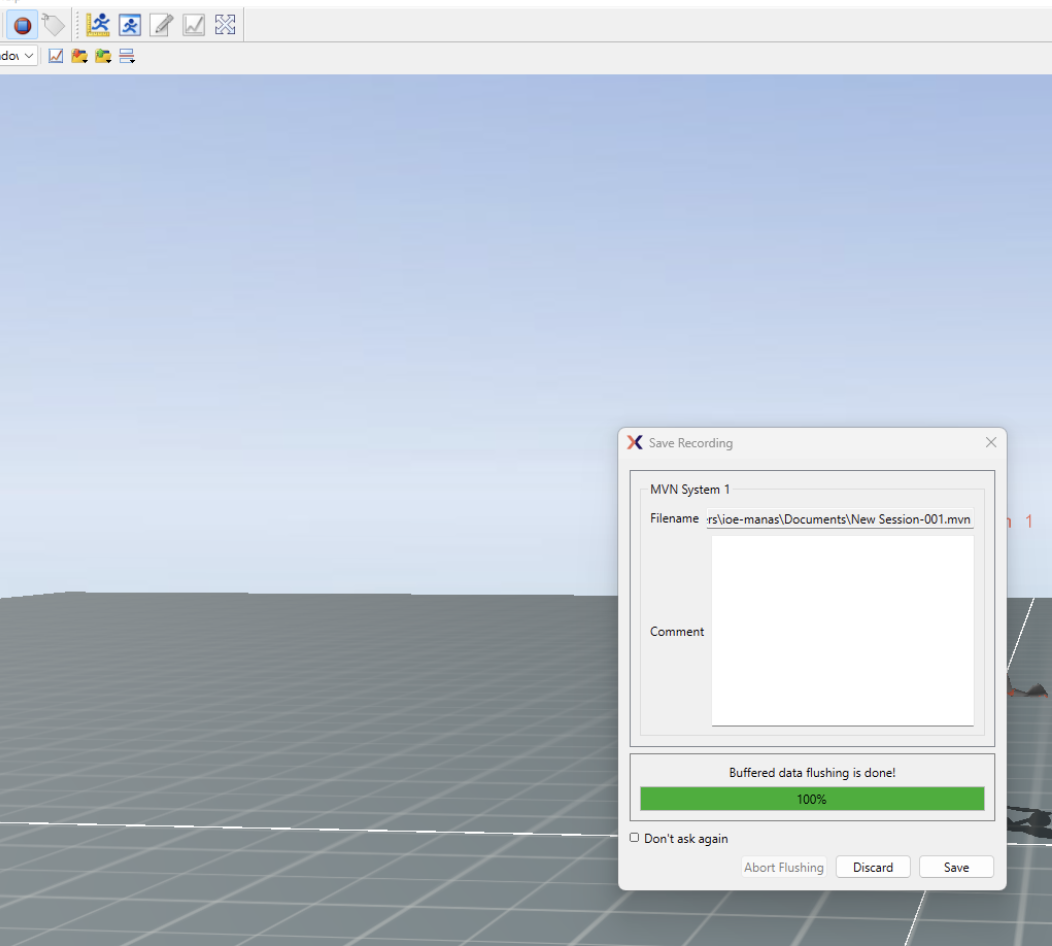 Save Recording
MVN System 1
Filename rs\ioe-manas\Documents\New Session-001.mvn
1
Comment
Buffered data flushing is done!
100%
Don't ask again
Abort Flushing Discard Save